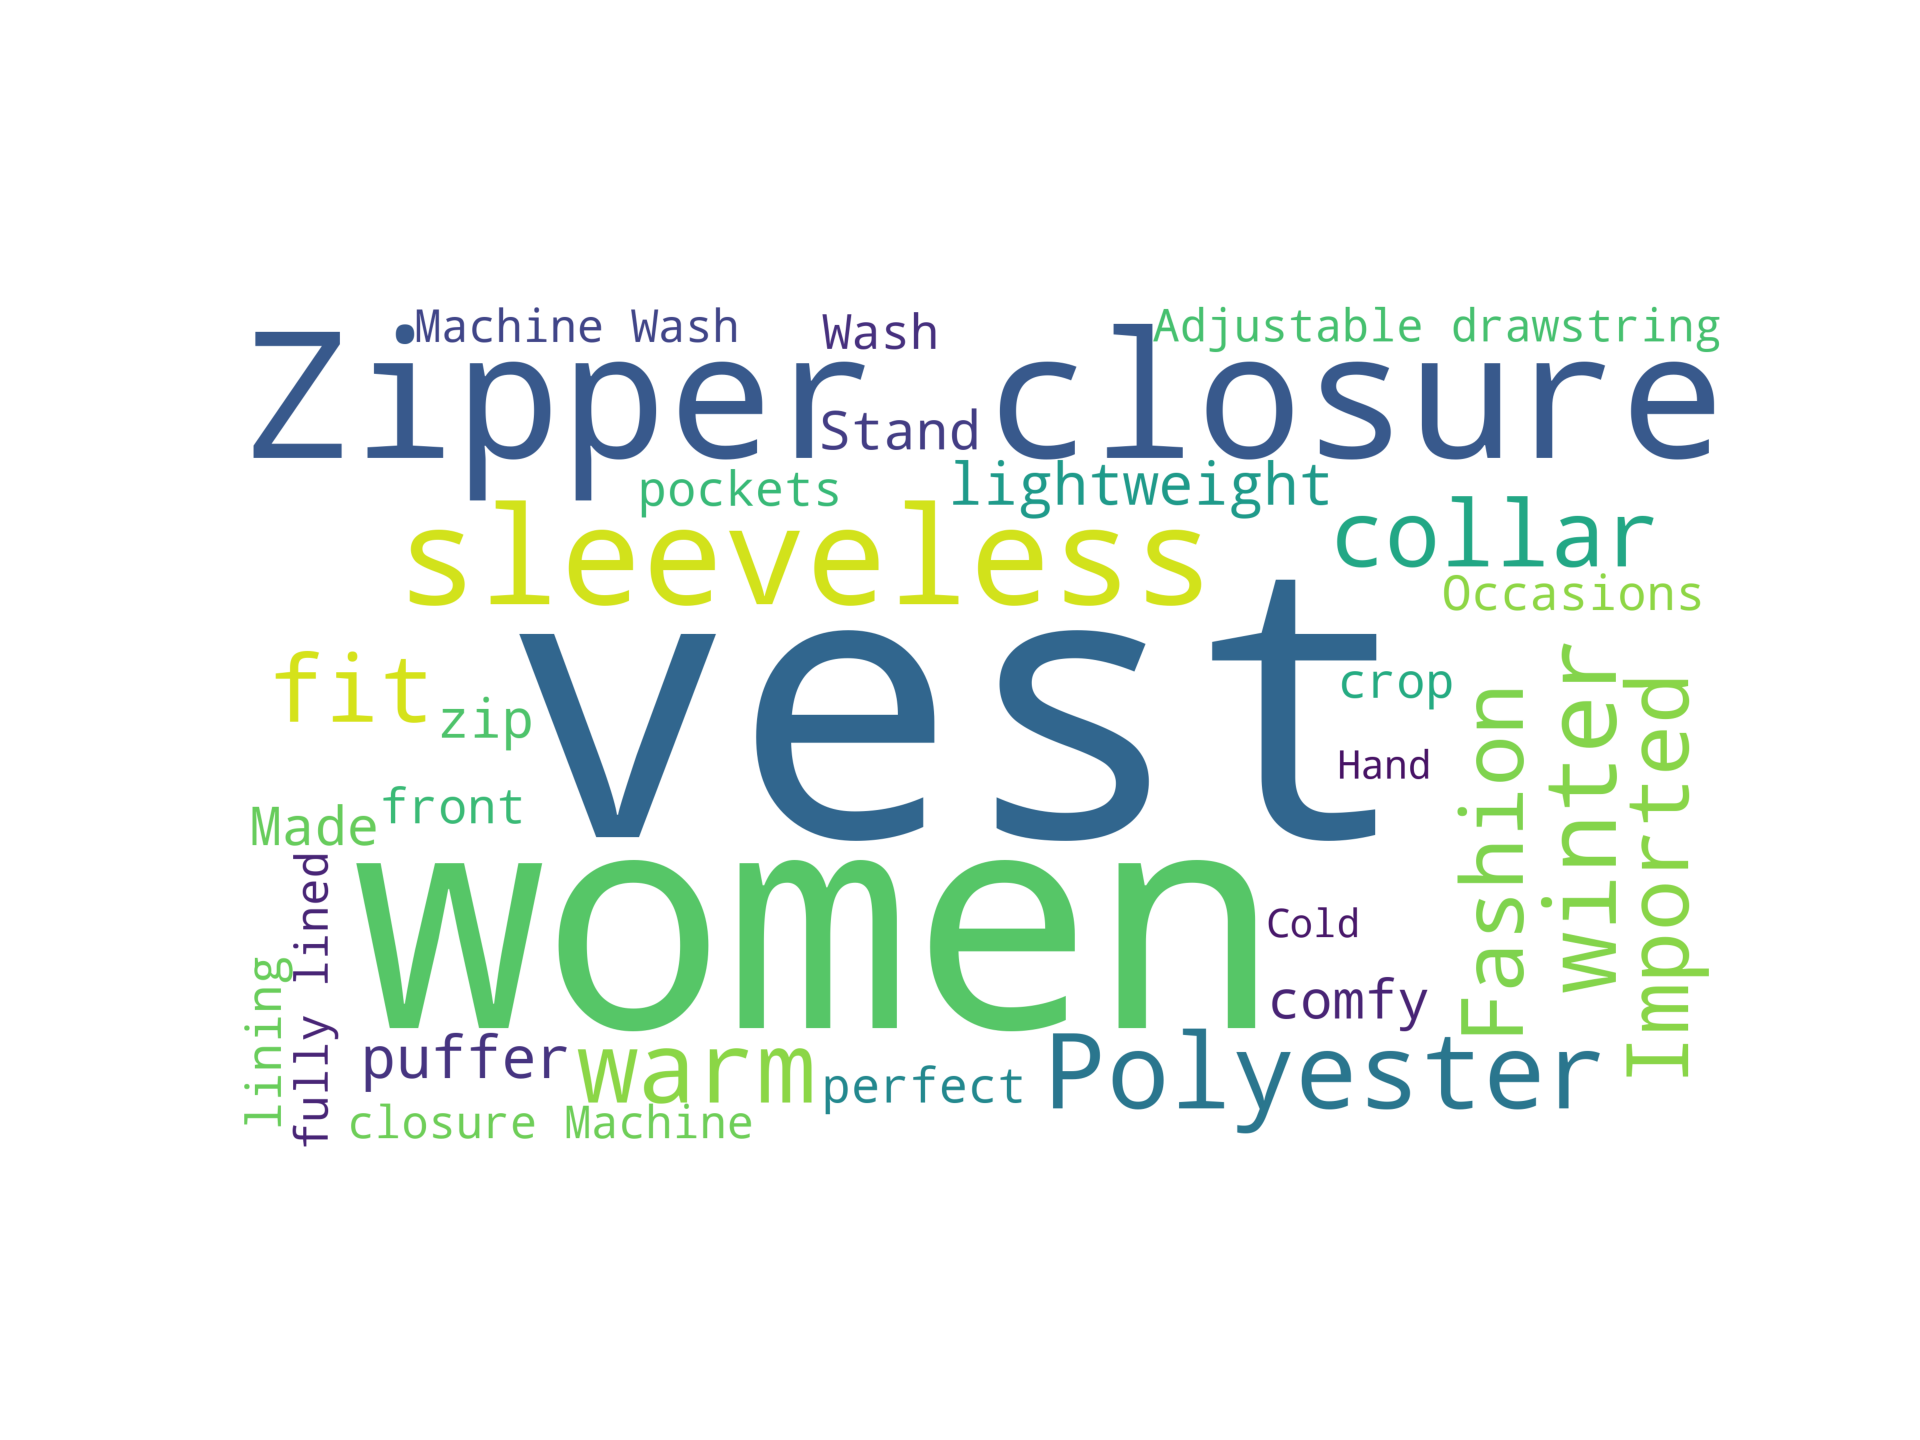 Machine Wash
Wash
Adjustable drawstring
Zipper closure
Stand
pockets
lightweight
sleeveless
collar
Occasions
vest
fit
zip
crop
Hand
Fashion
winter
Imported
front
Made
women
Cold
comfy
fully lined
lining
puffer
warm
perfect
Polyester
closure Machine